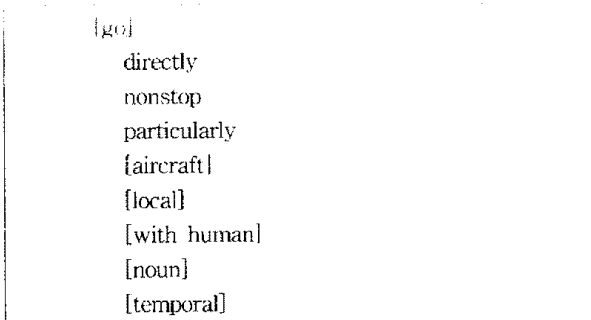 [go]
directly
nonstop
particularly
[aircraft]
[local]
[with human]
[noun]
[temporal]